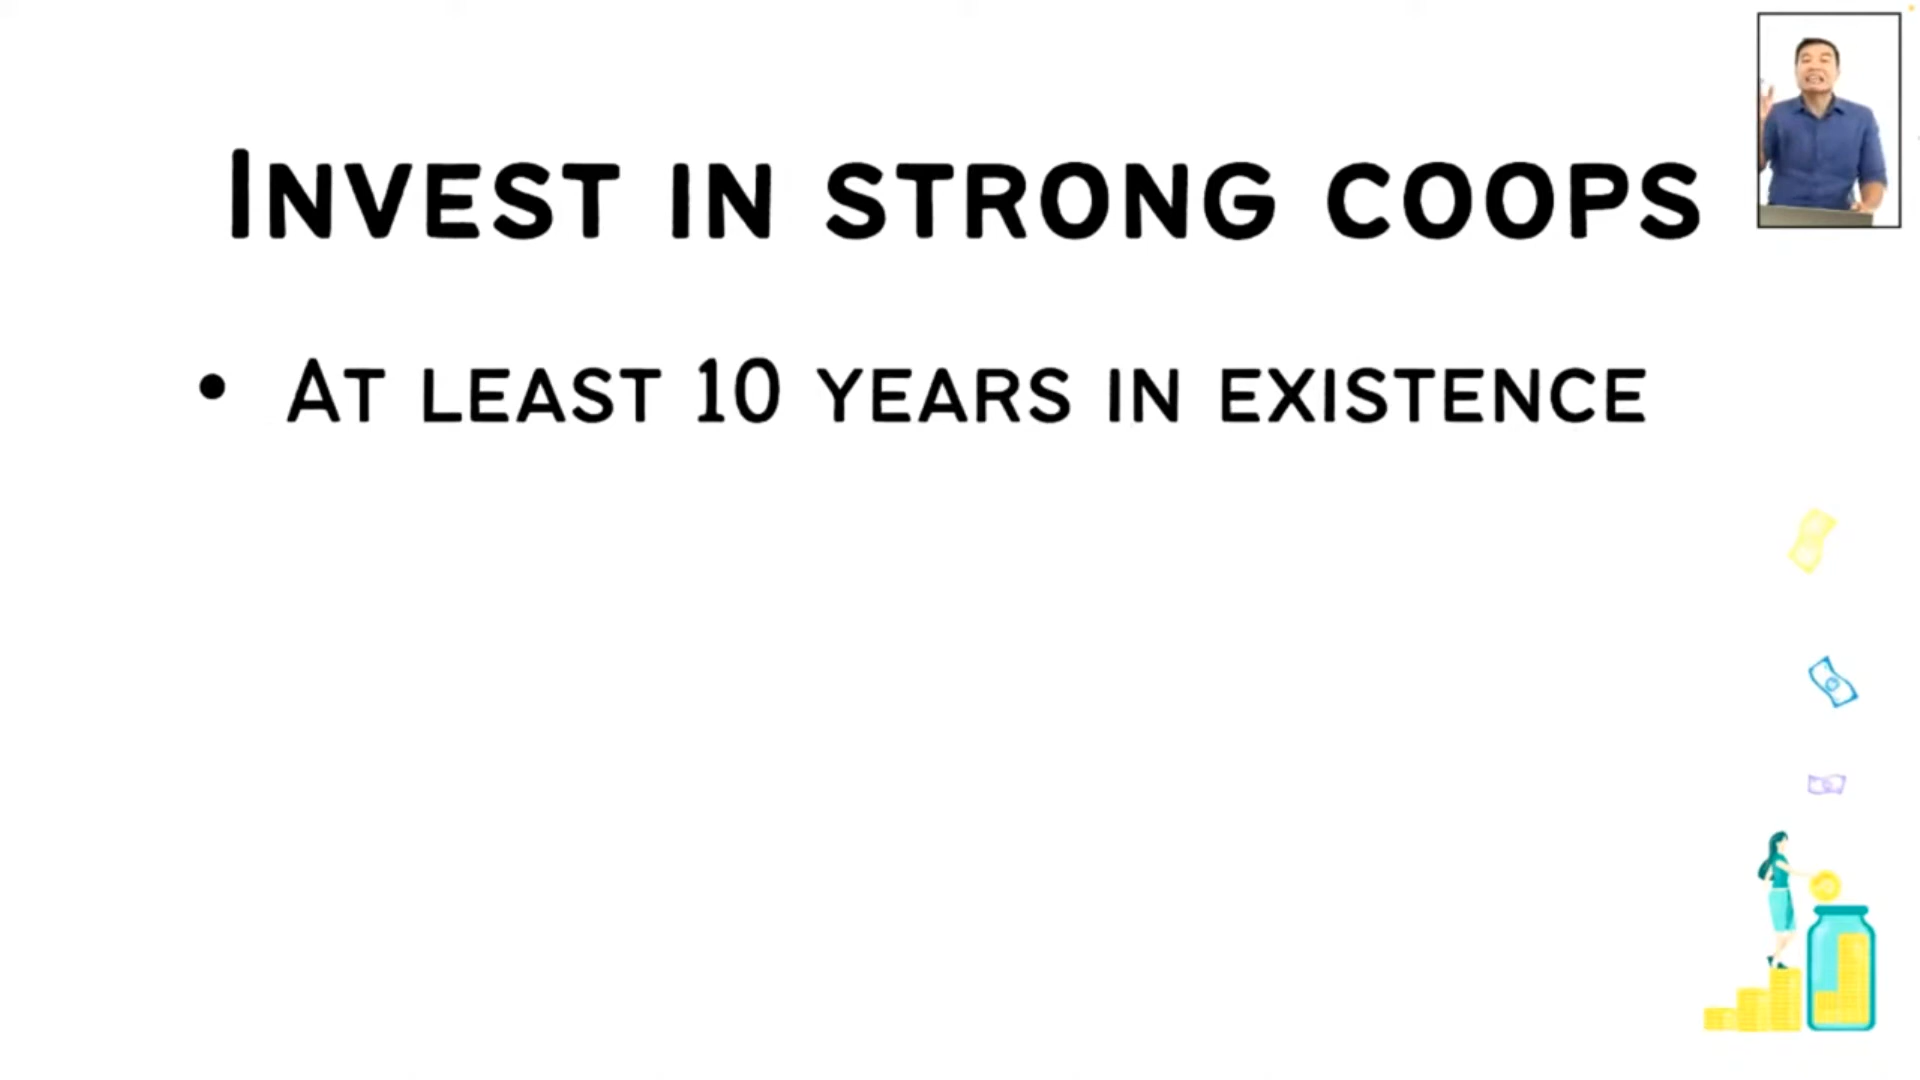 Invest in strong coops
• At least 10 years in existence